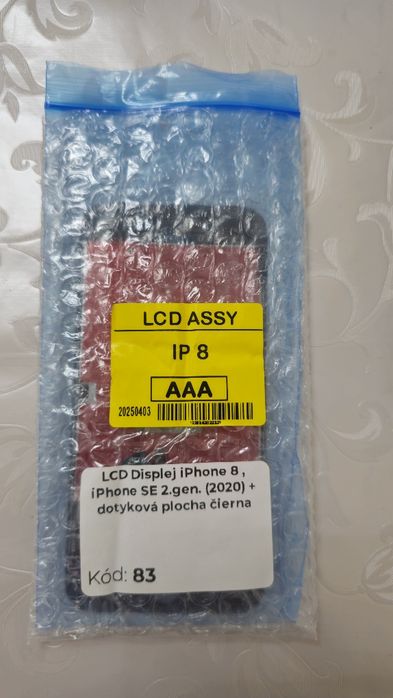 LCD ASSY
IP 8
AAA
20250403
LCD Displej iPhone 8 ,
iPhone SE 2.gen. (2020) +
dotyková plocha čierna
Kód: 83